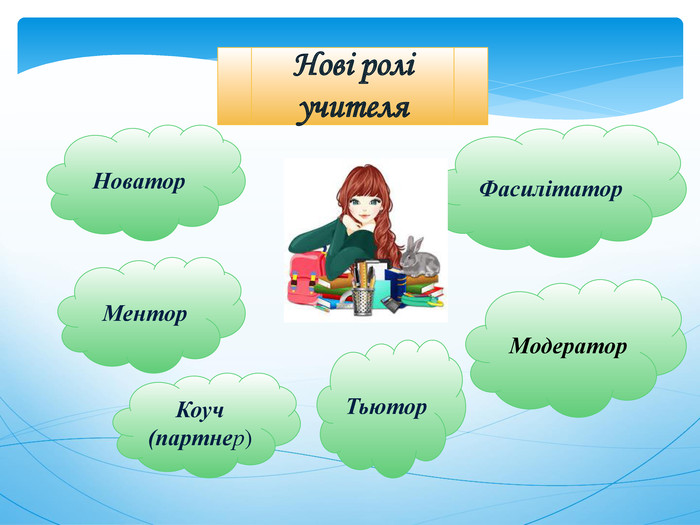 Нові ролі
учителя
Новатор
Фасилітатор
Ментор
Модератор
Коуч
(партнер)
Тьютор